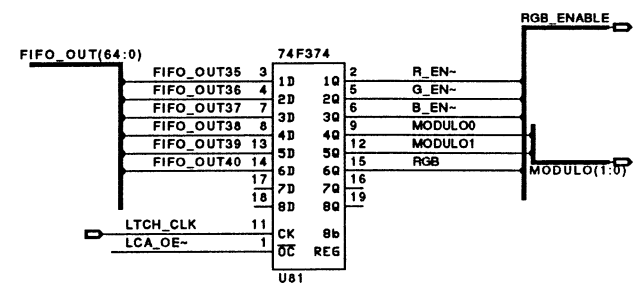 RGB_ENABLE
FIFO_OUT(64:0)
74F374
FIFO_OUT35 3 1D 1Q 2 R_EN~
FIFO_OUT36 4 2D 2Q 5 G_EN~
FIFO_OUT37 7 3D 3Q 6 B_EN~
FIFO_OUT38 8 4D 4Q 9 MODULO0
FIFO_OUT39 13 5D 5Q 12 MODULO1
FIFO_OUT40 14 6D 6Q 15 RGB
MODULO(1:0)
17 7D 7Q 16
18 8D 8Q 19
LTCH_CLK 11 CK 8b
LCA_OE~ 1 OC REG
U81